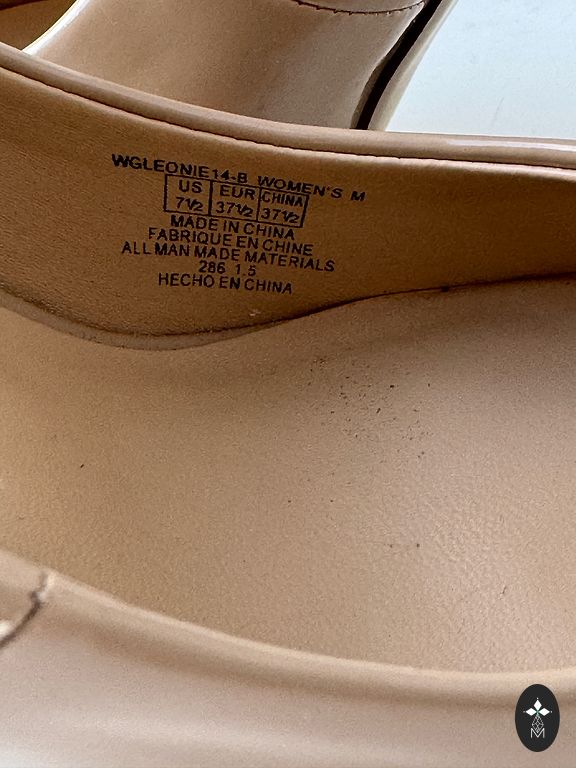 WGLEONIE14-B WOMEN'S M
US EUR CHINA
7½ 37½ 37½
MADE IN CHINA
FABRIQUE EN CHINE
ALL MAN MADE MATERIALS
286 1.5
HECHO EN CHINA
M